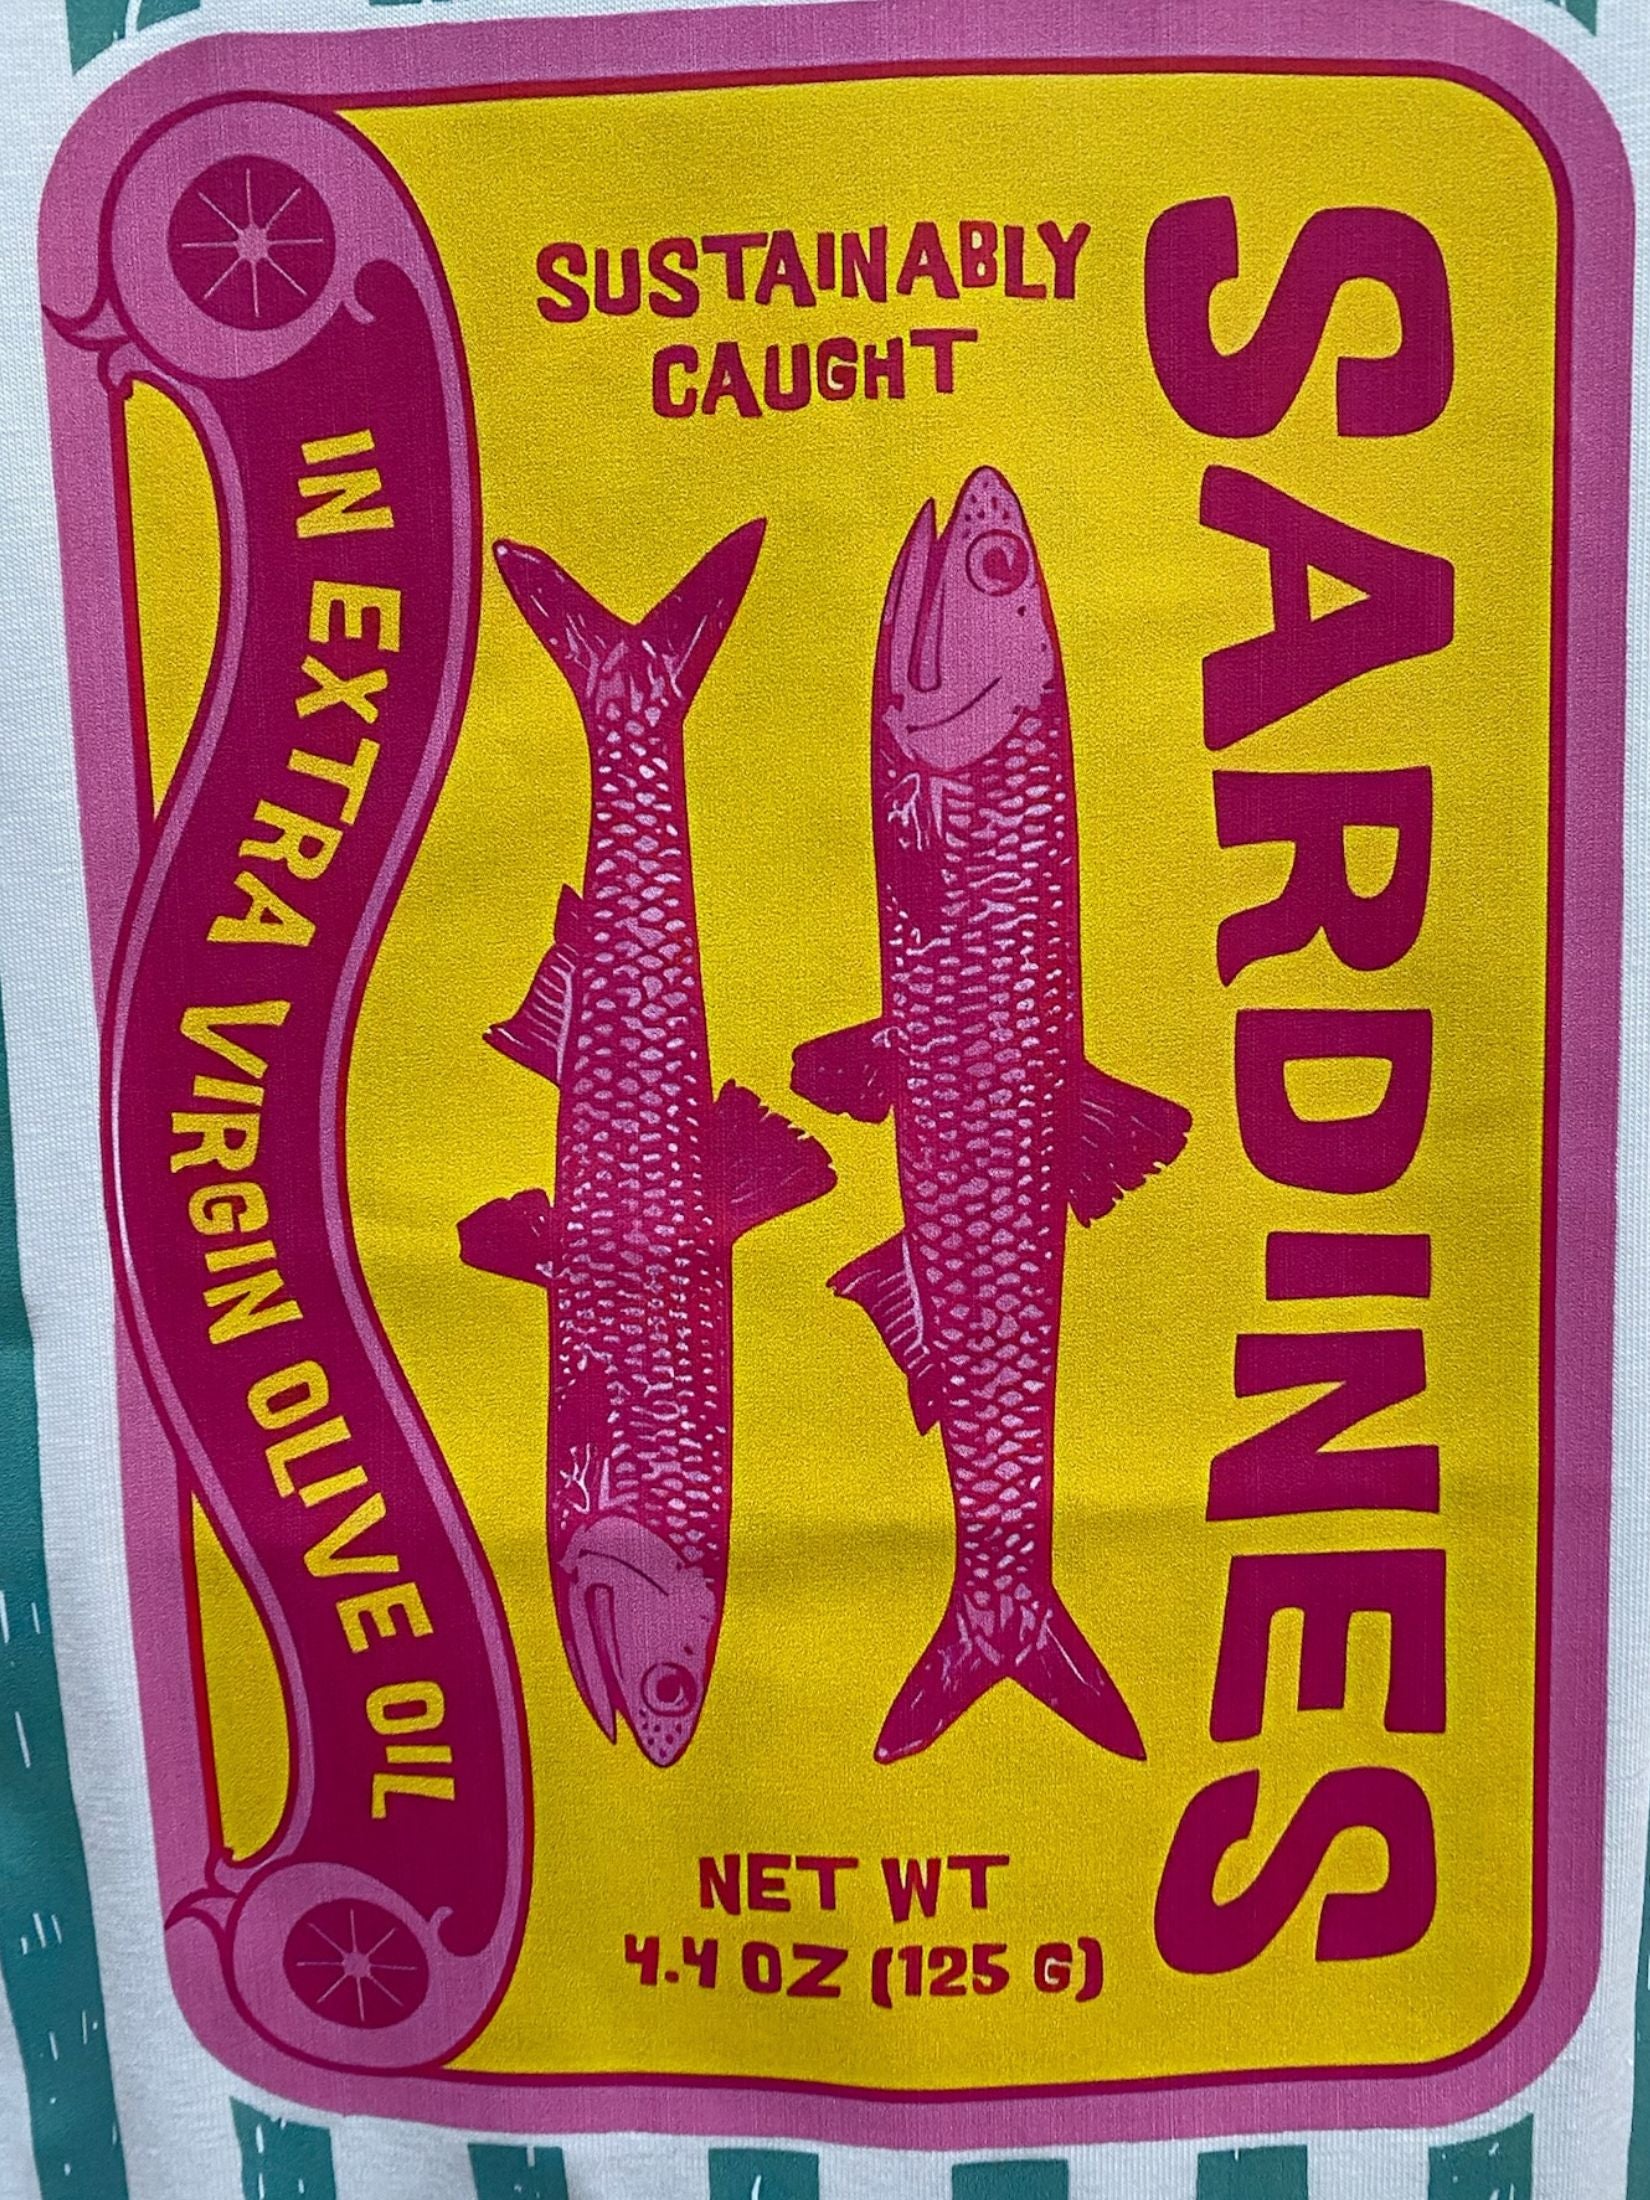 SUSTAINABLY
CAUGHT
SARDINES
IN EXTRA VIRGIN OLIVE OIL
NET WT
4.4 OZ (125 G)